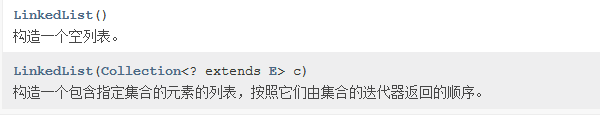 LinkedList()
构造一个空列表。
LinkedList(Collection<? extends E> c)
构造一个包含指定集合的元素的列表，按照它们由集合的迭代器返回的顺序。